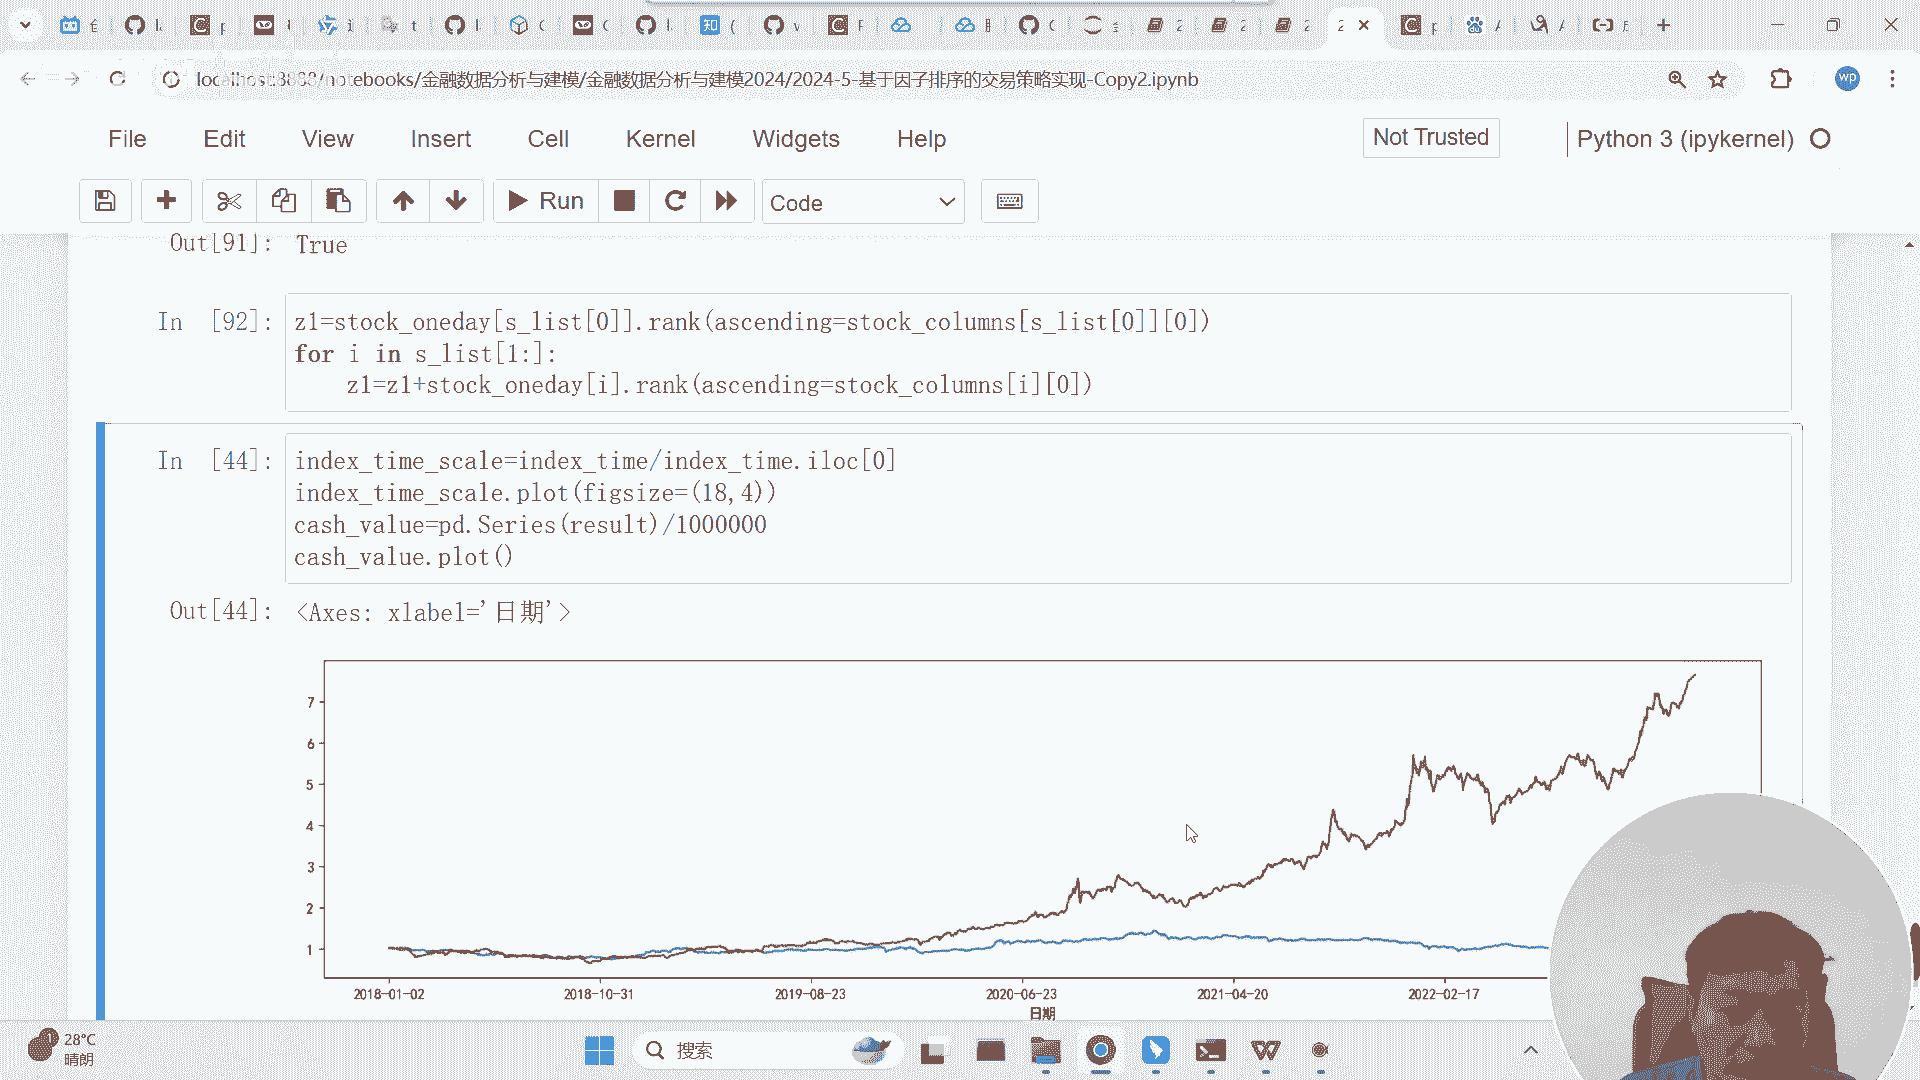 localhost:8888/notebooks/金融数据分析与建模/金融数据分析与建模2024/2024-5-基于因子排序的交易策略实现-Copy2.ipynb
wp
File Edit View Insert Cell Kernel Widgets Help
Not Trusted
Python 3 (ipykernel)
Run
Code
Out[91]: True
In [92]: z1=stock_oneday[s_list[0]].rank(ascending=stock_columns[s_list[0]][0])
for i in s_list[1:]:
z1=z1+stock_oneday[i].rank(ascending=stock_columns[i][0])
In [44]: index_time_scale=index_time/index_time.iloc[0]
index_time_scale.plot(figsize=(18,4))
cash_value=pd.Series(result)/1000000
cash_value.plot()
Out[44]: <Axes: xlabel='日期'>
7
6
5
4
3
2
1
2018-01-02 2018-10-31 2019-08-23 2020-06-23 2021-04-20 2022-02-17
日期
28°C
晴朗
搜索